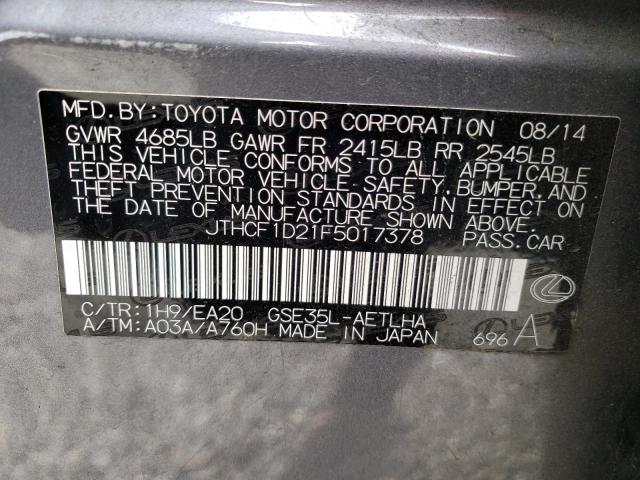 MFD.BY:TOYOTA MOTOR CORPORATION 08/14
GVWR 4685LB GAWR FR 2415LB RR 2545LB
THIS VEHICLE CONFORMS TO ALL APPLICABLE
FEDERAL MOTOR VEHICLE SAFETY,BUMPER,AND
THEFT PREVENTION STANDARDS IN EFFECT ON
THE DATE OF MANUFACTURE SHOWN ABOVE.
JTHCF1D21F5017378 PASS.CAR
C/TR:1H9/EA20 GSE35L-AETLHA
A/TM:A03A/A760H MADE IN JAPAN 696 A